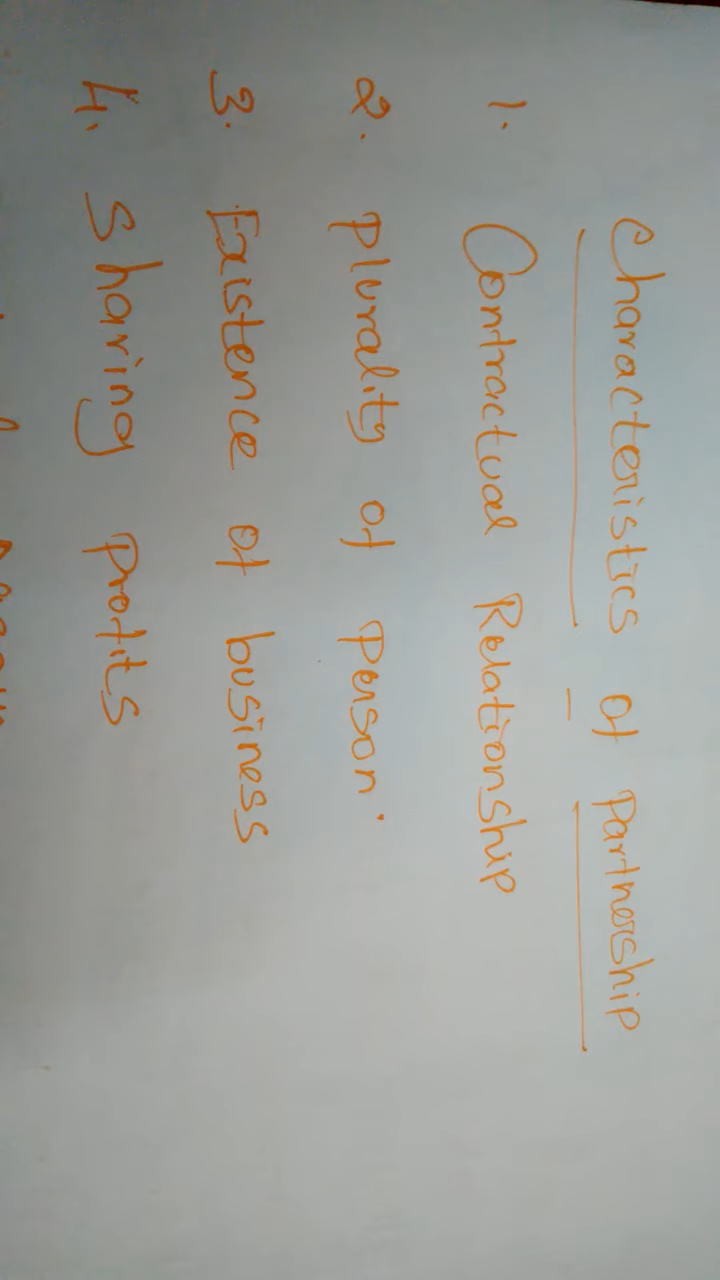 Characteristics of Partnership
1. Contractual Relationship
2. Plurality of Person.
3. Existence of business
4. Sharing Profits